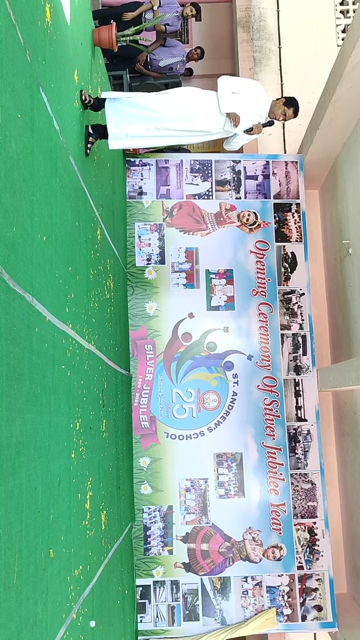 Opening Ceremony Of Silver Jubilee Year
ST. ANDREW'S SCHOOL
25
SILVER JUBILEE